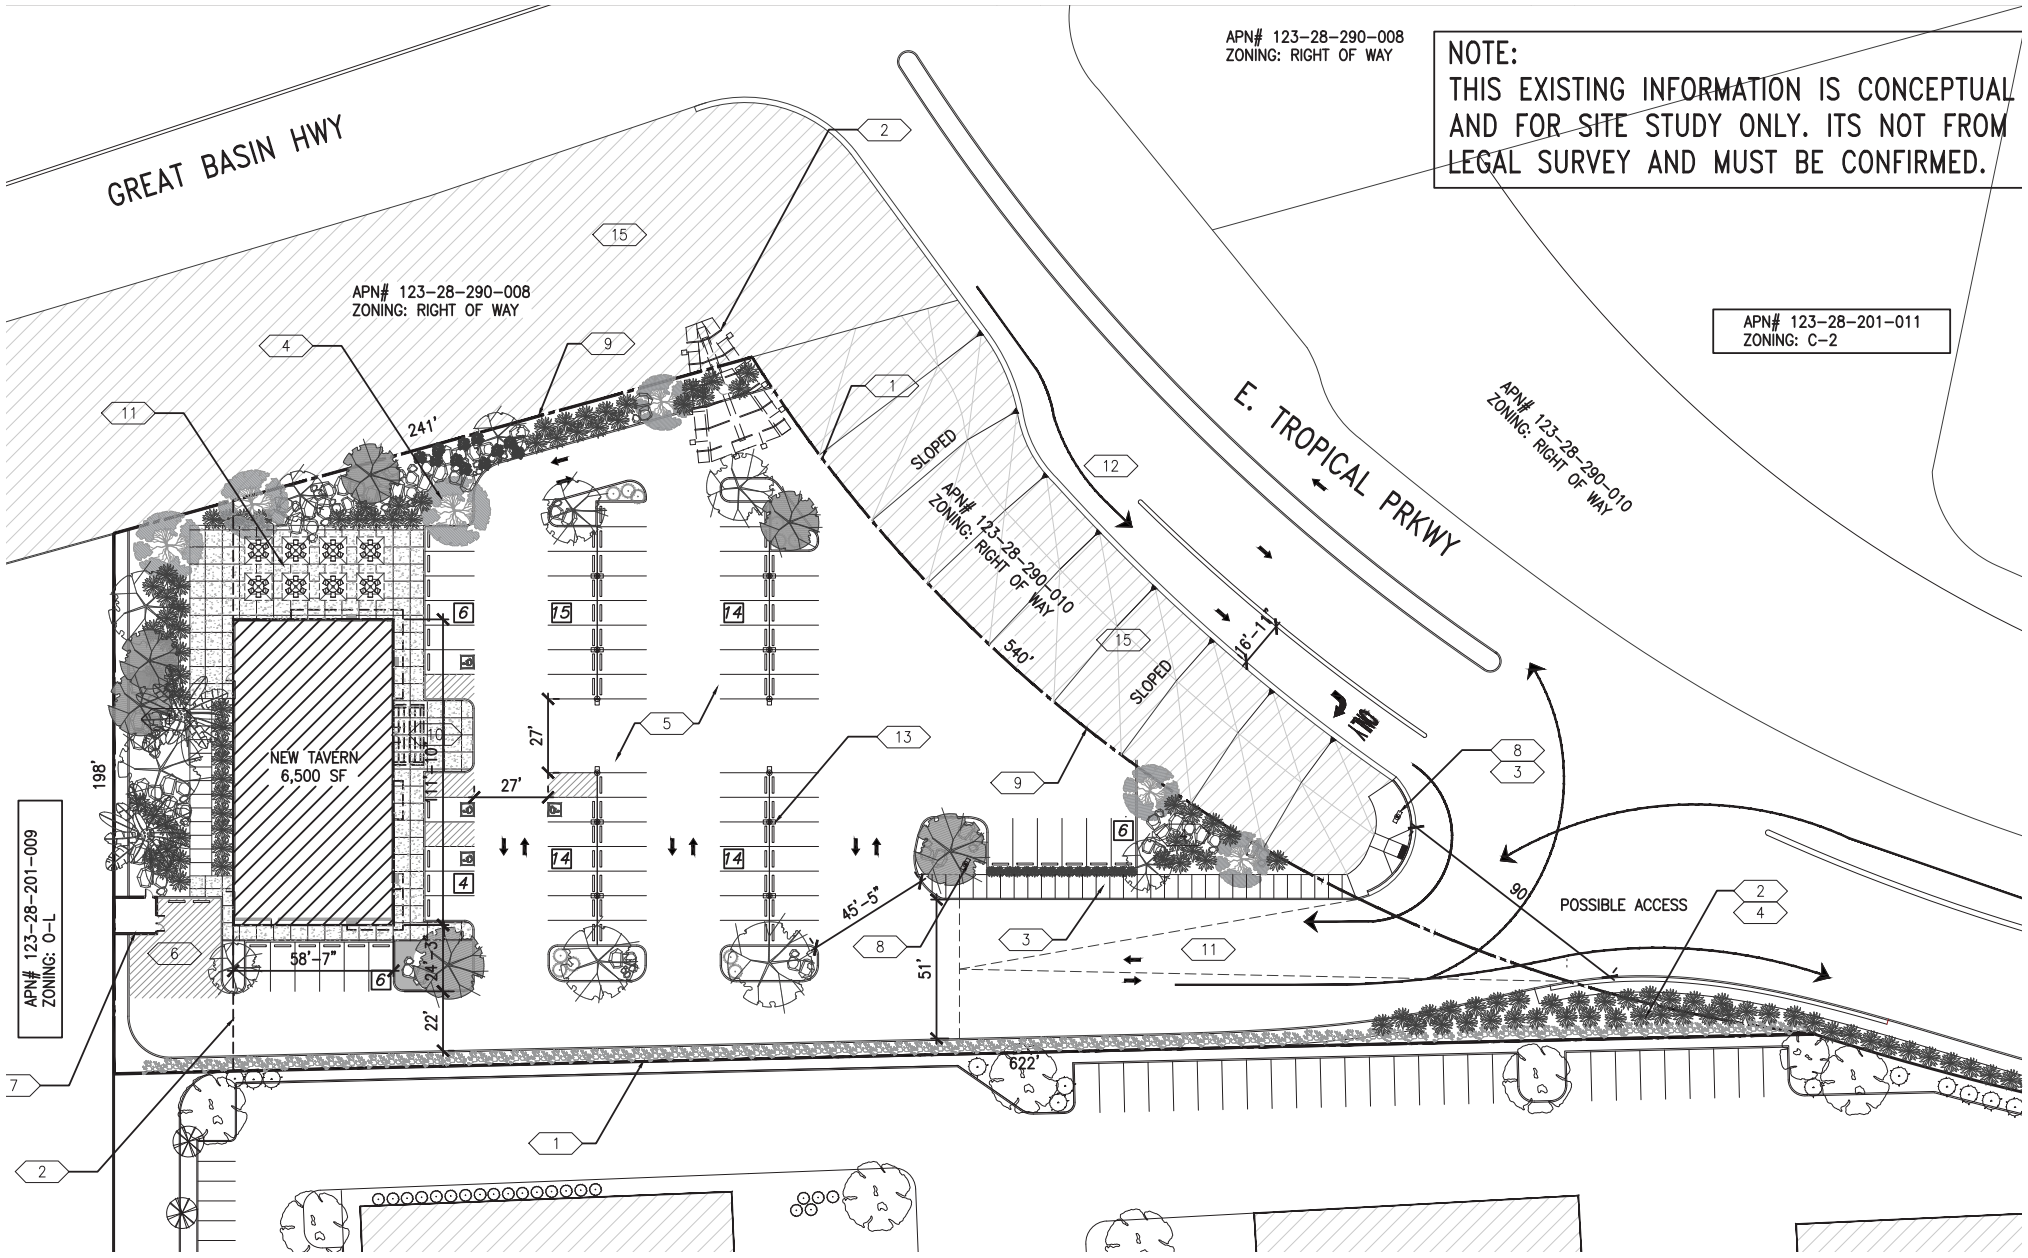 APN# 123-28-290-008
ZONING: RIGHT OF WAY
NOTE:
THIS EXISTING INFORMATION IS CONCEPTUAL
AND FOR SITE STUDY ONLY. ITS NOT FROM
LEGAL SURVEY AND MUST BE CONFIRMED.
GREAT BASIN HWY
2
15
APN# 123-28-290-008
ZONING: RIGHT OF WAY
APN# 123-28-201-011
ZONING: C-2
4
9
1
11
241'
SLOPED
E. TROPICAL PRKWY
APN# 123-28-290-010
ZONING: RIGHT OF WAY
12
APN# 123-28-290-010
ZONING: RIGHT OF WAY
6
15
14
15
16'-11"
540'
SLOPED
ONLY
27'
5
13
10
8
3
NEW TAVERN
6,500 SF
198'
27'
9
6
14
14
4
APN# 123-28-201-009
ZONING: O-L
90'
45'-5"
POSSIBLE ACCESS
2
4
6
58'-7"
24'-3"
6
8
3
11
51'
22'
622'
7
1
2